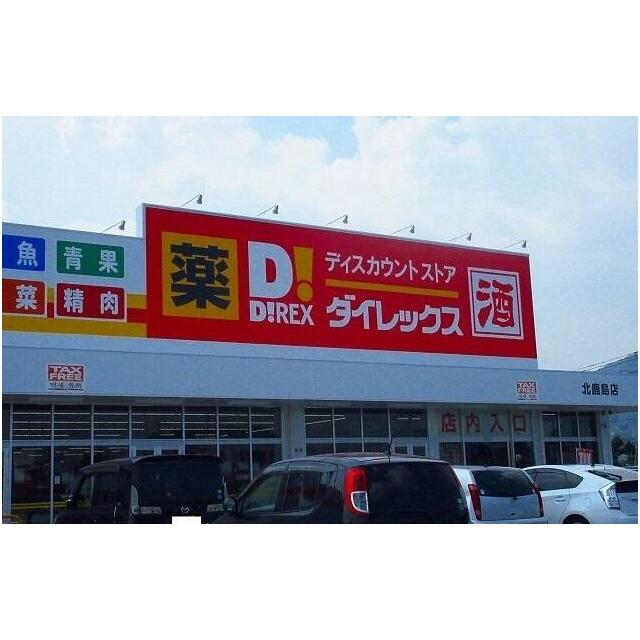 魚 青果
菜 精肉
薬
D!
D!REX
ディスカウントストア
ダイレックス
酒
TAX FREE
TAX FREE
北鹿島店
店内入口